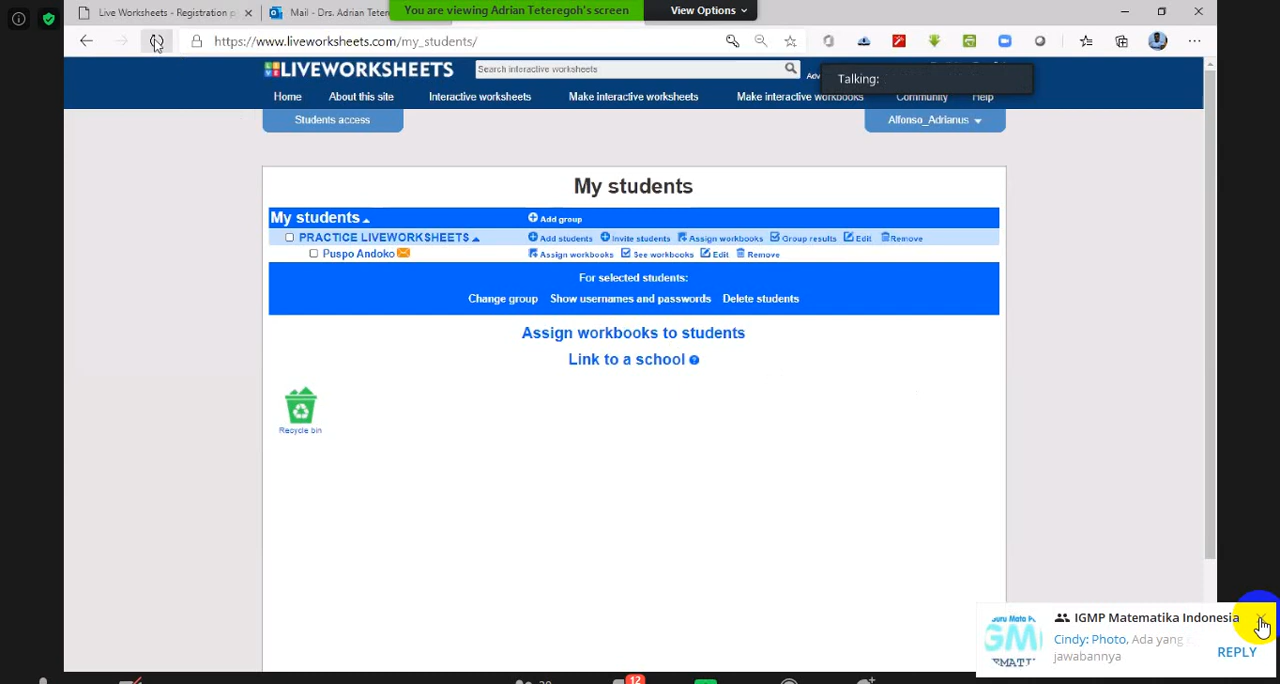 You are viewing Adrian Teteregoh's screen
View Options
Live Worksheets - Registration p
Mail - Drs. Adrian Teter
https://www.liveworksheets.com/my_students/
LIVEWORKSHEETS
Search interactive worksheets
Talking:
Home About this site Interactive worksheets Make interactive worksheets Make interactive workbooks Community Help
Students access
Alfonso_Adrianus
My students
My students
Add group
PRACTICE LIVEWORKSHEETS Add students Invite students Assign workbooks Group results Edit Remove
Puspo Andoko Assign workbooks See workbooks Edit Remove
For selected students:
Change group Show usernames and passwords Delete students
Assign workbooks to students
Link to a school
Recycle bin
IGMP Matematika Indonesia
Cindy: Photo, Ada yang
jawabannya
REPLY
12